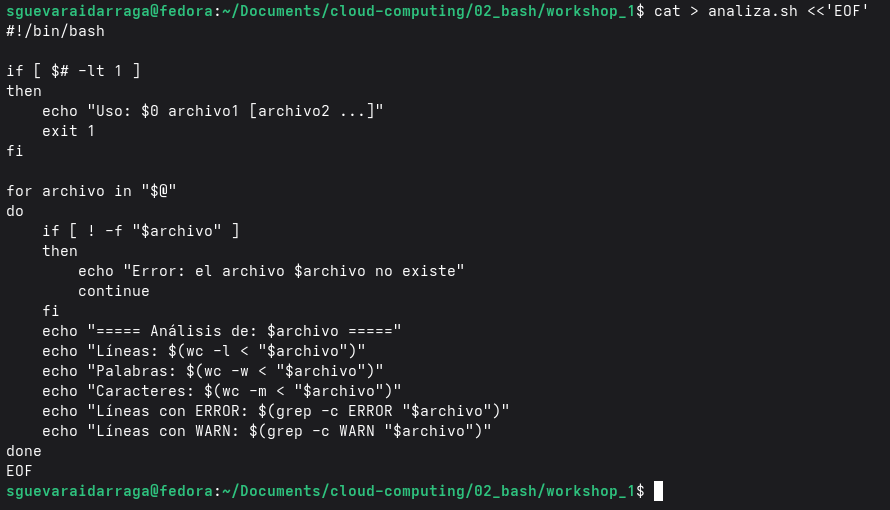 sguevaraidarraga@fedora:~/Documents/cloud-computing/02_bash/workshop_1$ cat > analiza.sh <<'EOF'
#!/bin/bash

if [ $# -lt 1 ]
then
    echo "Uso: $0 archivo1 [archivo2 ...]"
    exit 1
fi

for archivo in "$@"
do
    if [ ! -f "$archivo" ]
    then
        echo "Error: el archivo $archivo no existe"
        continue
    fi
    echo "===== Análisis de: $archivo ====="
    echo "Líneas: $(wc -l < "$archivo")"
    echo "Palabras: $(wc -w < "$archivo")"
    echo "Caracteres: $(wc -m < "$archivo")"
    echo "Líneas con ERROR: $(grep -c ERROR "$archivo")"
    echo "Líneas con WARN: $(grep -c WARN "$archivo")"
done
EOF
sguevaraidarraga@fedora:~/Documents/cloud-computing/02_bash/workshop_1$